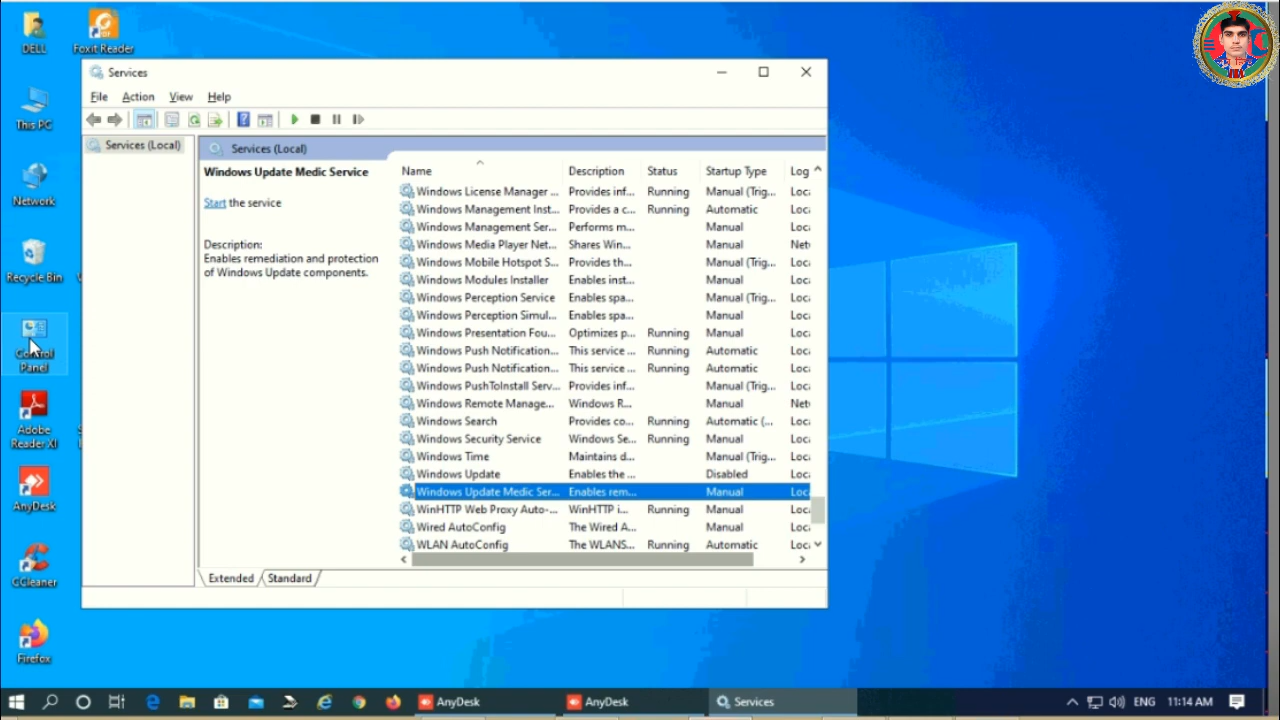 DELL
Foxit Reader
This PC
Network
Recycle Bin
Control Panel
Adobe Reader XI
AnyDesk
CCleaner
Firefox
Services
File Action View Help
Services (Local)
Services (Local)
Windows Update Medic Service
Start the service
Description:
Enables remediation and protection
of Windows Update components.
Name Description Status Startup Type Log
Windows License Manager ... Provides inf... Running Manual (Trig... Loca
Windows Management Inst... Provides a c... Running Automatic Loca
Windows Management Ser... Performs m... Manual Loca
Windows Media Player Net... Shares Win... Manual Net
Windows Mobile Hotspot S... Provides th... Manual (Trig... Loca
Windows Modules Installer Enables inst... Manual Loca
Windows Perception Service Enables spa... Manual (Trig... Loca
Windows Perception Simul... Enables spa... Manual Loca
Windows Presentation Fou... Optimizes p... Running Manual Loca
Windows Push Notification... This service ... Running Automatic Loca
Windows Push Notification... This service ... Running Automatic Loca
Windows PushToInstall Serv... Provides inf... Manual (Trig... Loca
Windows Remote Manage... Windows R... Manual Net
Windows Search Provides co... Running Automatic (... Loca
Windows Security Service Windows Se... Running Manual Loca
Windows Time Maintains d... Manual (Trig... Loca
Windows Update Enables the ... Disabled Loca
Windows Update Medic Ser... Enables rem... Manual Loca
WinHTTP Web Proxy Auto-... WinHTTP i... Running Manual Loca
Wired AutoConfig The Wired A... Manual Loca
WLAN AutoConfig The WLANS... Running Automatic Loca
Extended Standard
AnyDesk AnyDesk Services ENG 11:14 AM